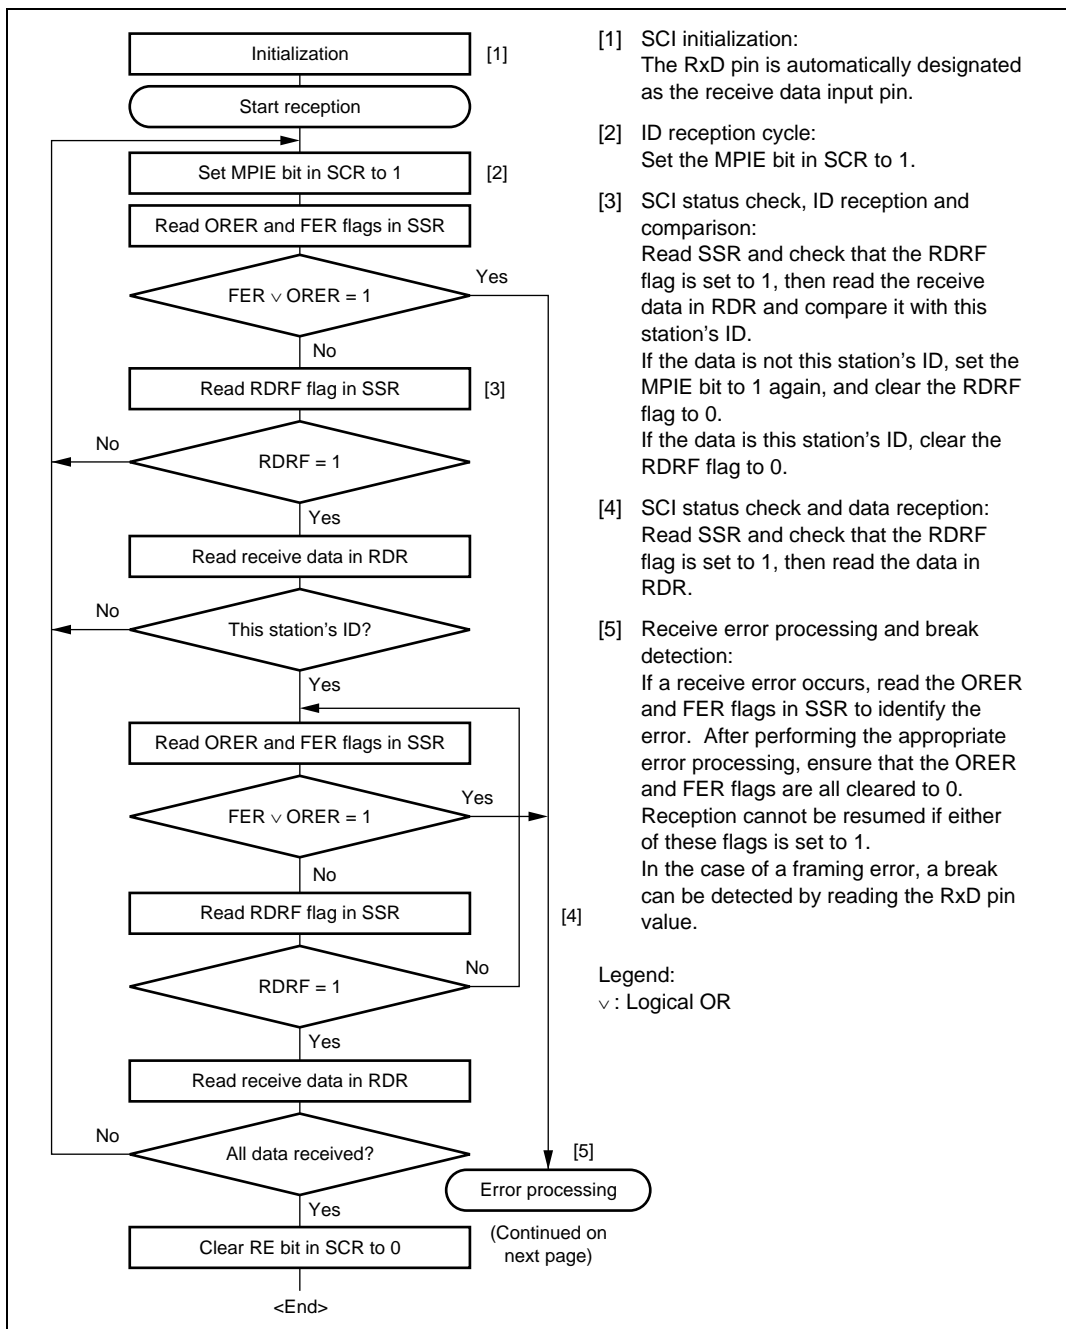 Initialization
[1]
Start reception
Set MPIE bit in SCR to 1
[2]
Read ORER and FER flags in SSR
Yes
FER ∨ ORER = 1
No
Read RDRF flag in SSR
[3]
No
RDRF = 1
Yes
Read receive data in RDR
No
This station's ID?
Yes
Read ORER and FER flags in SSR
Yes
FER ∨ ORER = 1
No
Read RDRF flag in SSR
[4]
No
RDRF = 1
Yes
Read receive data in RDR
No
All data received?
[5]
Error processing
Yes
(Continued on
next page)
Clear RE bit in SCR to 0
<End>
[1] SCI initialization:
The RxD pin is automatically designated
as the receive data input pin.
[2] ID reception cycle:
Set the MPIE bit in SCR to 1.
[3] SCI status check, ID reception and
comparison:
Read SSR and check that the RDRF
flag is set to 1, then read the receive
data in RDR and compare it with this
station's ID.
If the data is not this station's ID, set the
MPIE bit to 1 again, and clear the RDRF
flag to 0.
If the data is this station's ID, clear the
RDRF flag to 0.
[4] SCI status check and data reception:
Read SSR and check that the RDRF
flag is set to 1, then read the data in
RDR.
[5] Receive error processing and break
detection:
If a receive error occurs, read the ORER
and FER flags in SSR to identify the
error. After performing the appropriate
error processing, ensure that the ORER
and FER flags are all cleared to 0.
Reception cannot be resumed if either
of these flags is set to 1.
In the case of a framing error, a break
can be detected by reading the RxD pin
value.
Legend:
∨ : Logical OR